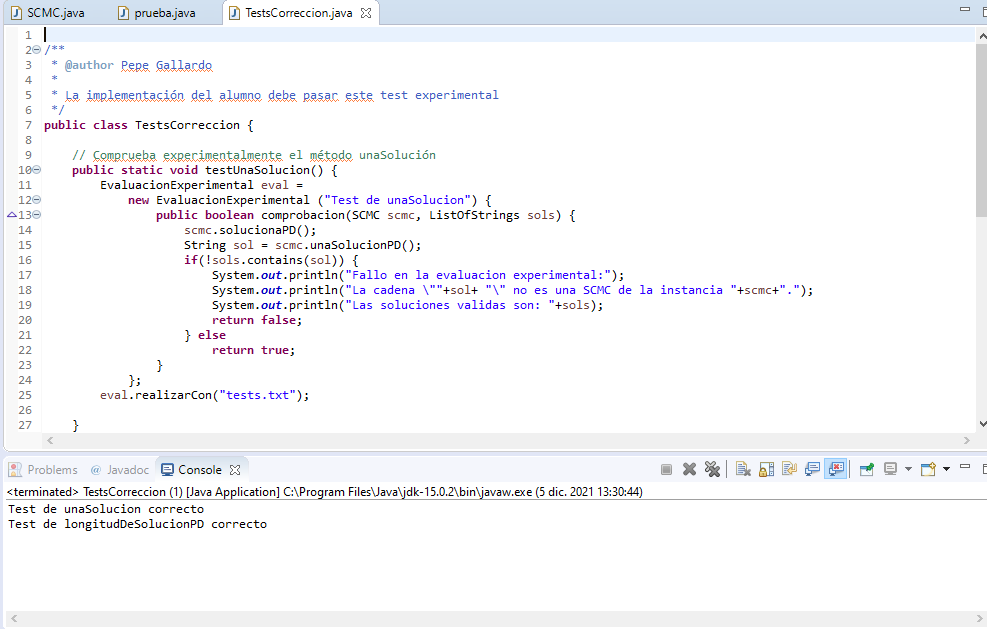 SCMC.java prueba.java TestsCorreccion.java
1
2 /**
3 * @author Pepe Gallardo
4 *
5 * La implementación del alumno debe pasar este test experimental
6 */
7 public class TestsCorreccion {
8
9 // Comprueba experimentalmente el método unaSolución
10 public static void testUnaSolucion() {
11 EvaluacionExperimental eval =
12 new EvaluacionExperimental ("Test de unaSolucion") {
13 public boolean comprobacion(SCMC scmc, ListOfStrings sols) {
14 scmc.solucionaPD();
15 String sol = scmc.unaSolucionPD();
16 if(!sols.contains(sol)) {
17 System.out.println("Fallo en la evaluacion experimental:");
18 System.out.println("La cadena \""+sol+ "\" no es una SCMC de la instancia "+scmc+".");
19 System.out.println("Las soluciones validas son: "+sols);
20 return false;
21 } else
22 return true;
23 }
24 };
25 eval.realizarCon("tests.txt");
26
27 }
Problems @ Javadoc Console
<terminated> TestsCorreccion (1) [Java Application] C:\Program Files\Java\jdk-15.0.2\bin\javaw.exe (5 dic. 2021 13:30:44)
Test de unaSolucion correcto
Test de longitudDeSolucionPD correcto